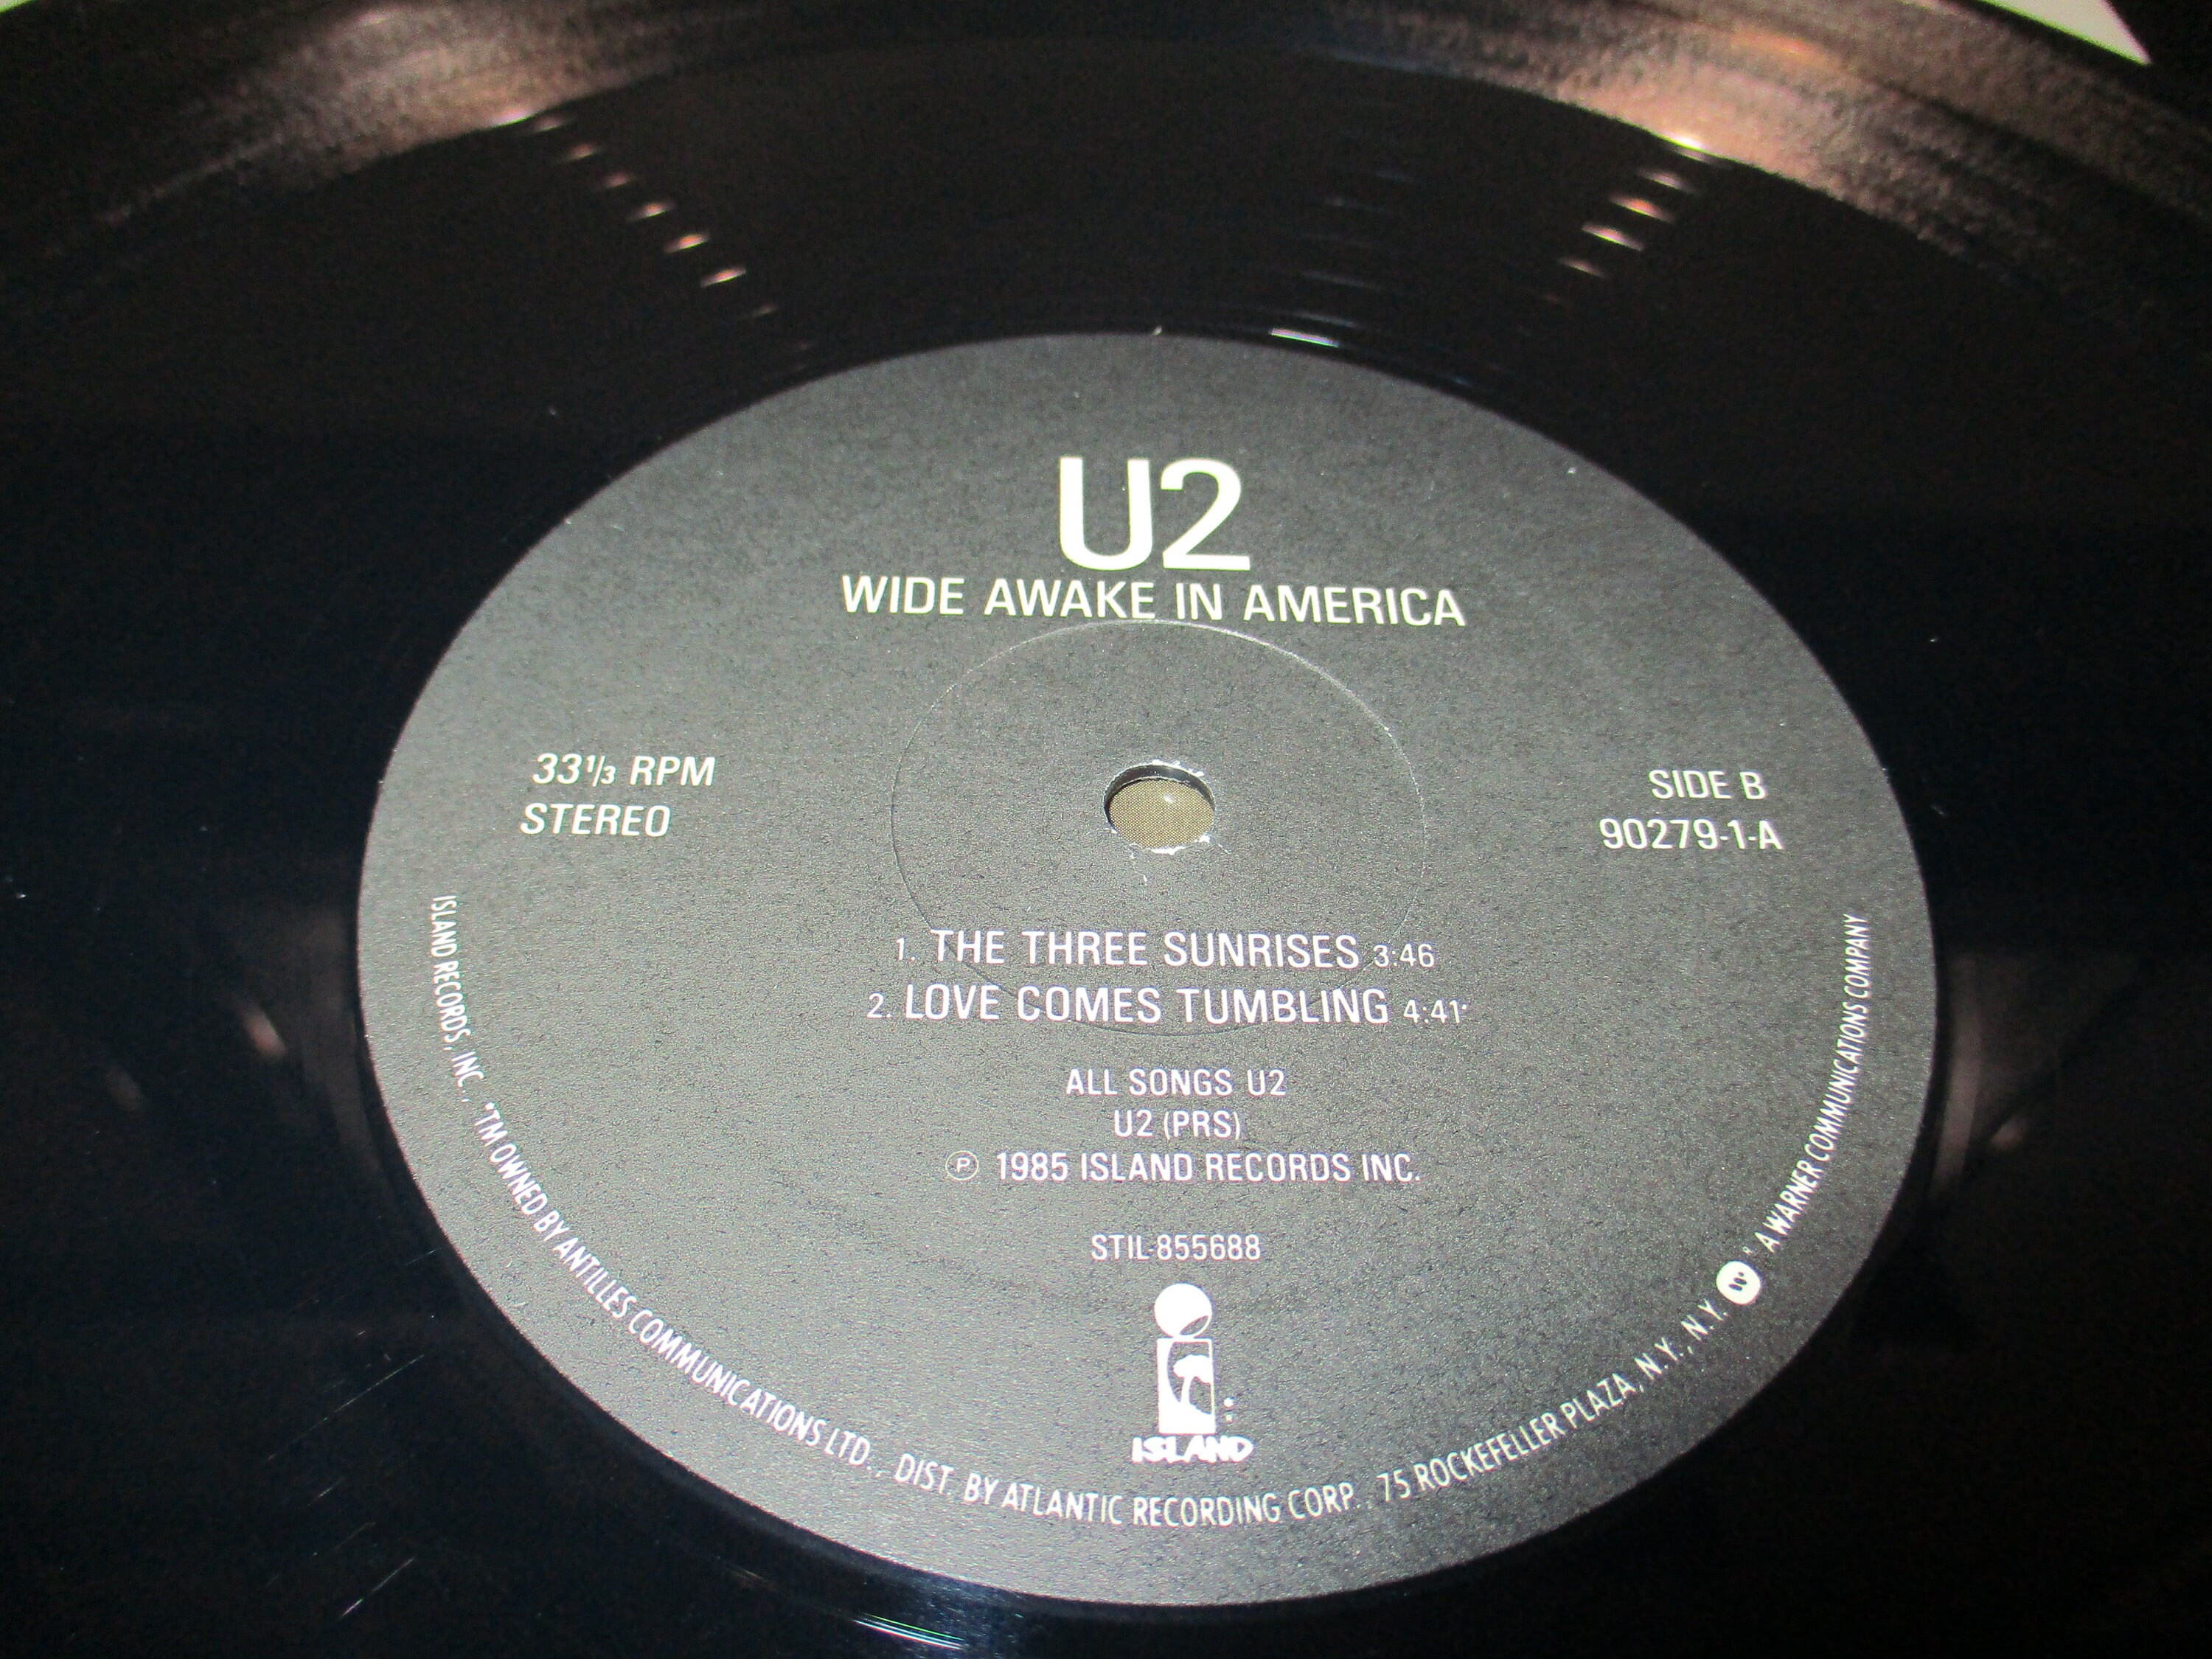 U2
WIDE AWAKE IN AMERICA
33⅓ RPM
STEREO
SIDE B
90279-1-A
1. THE THREE SUNRISES 3:46
2. LOVE COMES TUMBLING 4:41
ALL SONGS U2
U2 (PRS)
Ⓟ 1985 ISLAND RECORDS INC.
STIL-855688
ISLAND
ISLAND RECORDS, INC., *TM OWNED BY ANTILLES COMMUNICATIONS LTD., DIST. BY ATLANTIC RECORDING CORP., 75 ROCKEFELLER PLAZA, N.Y., N.Y. ® A WARNER COMMUNICATIONS COMPANY